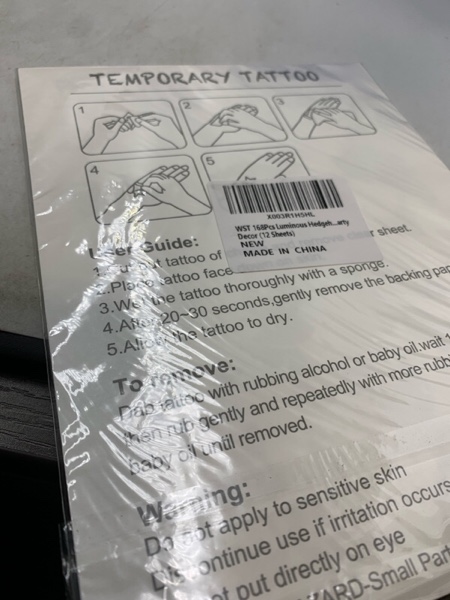 TEMPORARY TATTOO
1
2
3
4
5
X003R1H5HL
WST 168Pcs Luminous Hedgeh...arty
Decor (12 Sheets)
NEW
MADE IN CHINA
User Guide:
tattoo of r sheet.
2.Place tattoo face
3.Wet the tattoo thoroughly with a sponge.
4.After 20~30 seconds,gently remove the backing
5.Allow the tattoo to dry.
To remove:
Dab tattoo with rubbing alcohol or baby oil.wait 1
then rub gently and repeatedly with more
baby oil until removed.
Warning:
Do not apply to sensitive skin
Discontinue use if irritation occurs
not put directly on eye
ARD-Small Part